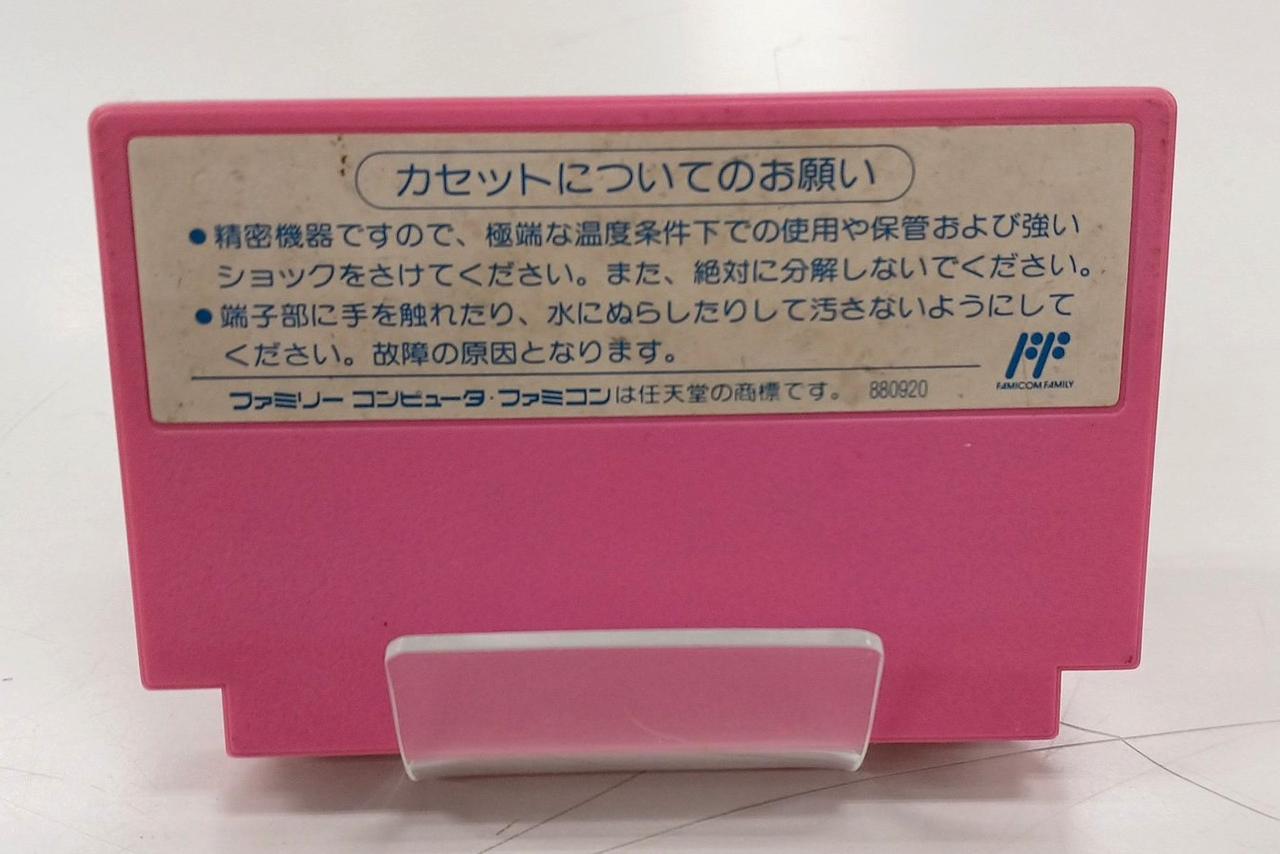 カセットについてのお願い
●精密機器ですので、極端な温度条件下での使用や保管および強い
ショックをさけてください。また、絶対に分解しないでください。
●端子部に手を触れたり、水にぬらしたりして汚さないようにして
ください。故障の原因となります。
FAMICOM FAMILY
ファミリー コンピュータ・ファミコンは任天堂の商標です。 880920